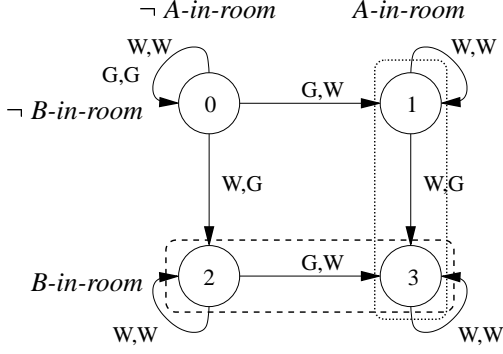 ¬ A-in-room A-in-room
W,W W,W
G,G
¬ B-in-room 0 G,W 1
W,G W,G
B-in-room 2 G,W 3
W,W W,W